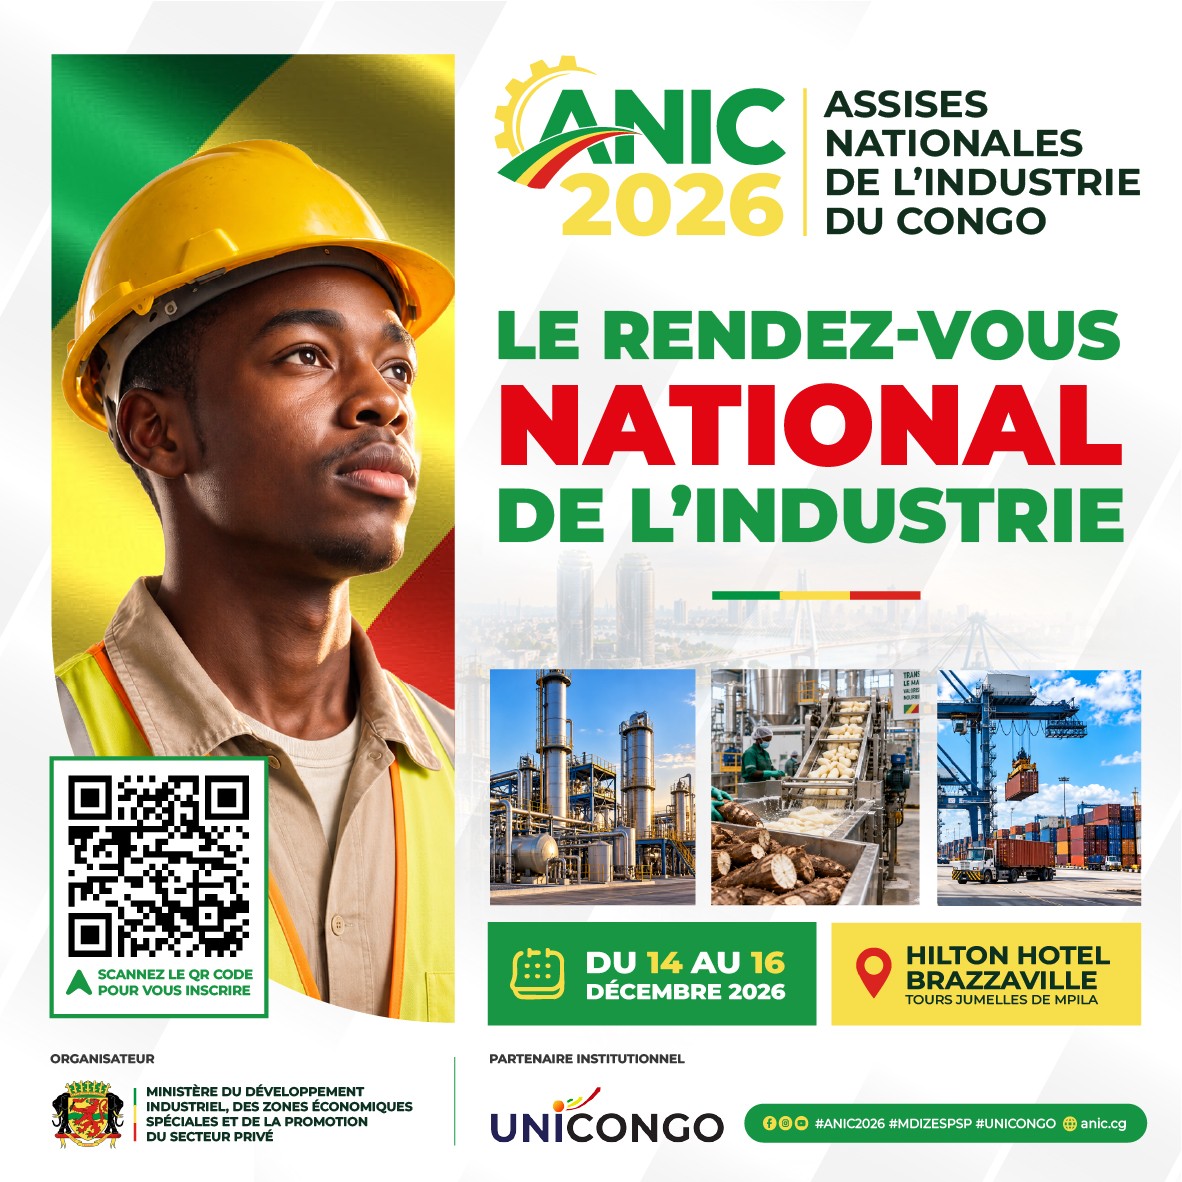 ANIC
2026
ASSISES
NATIONALES
DE L'INDUSTRIE
DU CONGO
LE RENDEZ-VOUS
NATIONAL
DE L'INDUSTRIE
DU 14 AU 16
DÉCEMBRE 2026
HILTON HOTEL
BRAZZAVILLE
TOURS JUMELLES DE MPILA
SCANNEZ LE QR CODE
POUR VOUS INSCRIRE
ORGANISATEUR
MINISTÈRE DU DÉVELOPPEMENT
INDUSTRIEL, DES ZONES ÉCONOMIQUES
SPÉCIALES ET DE LA PROMOTION
DU SECTEUR PRIVÉ
PARTENAIRE INSTITUTIONNEL
UNICONGO
#ANIC2026 #MDIZESPSP #UNICONGO anic.cg